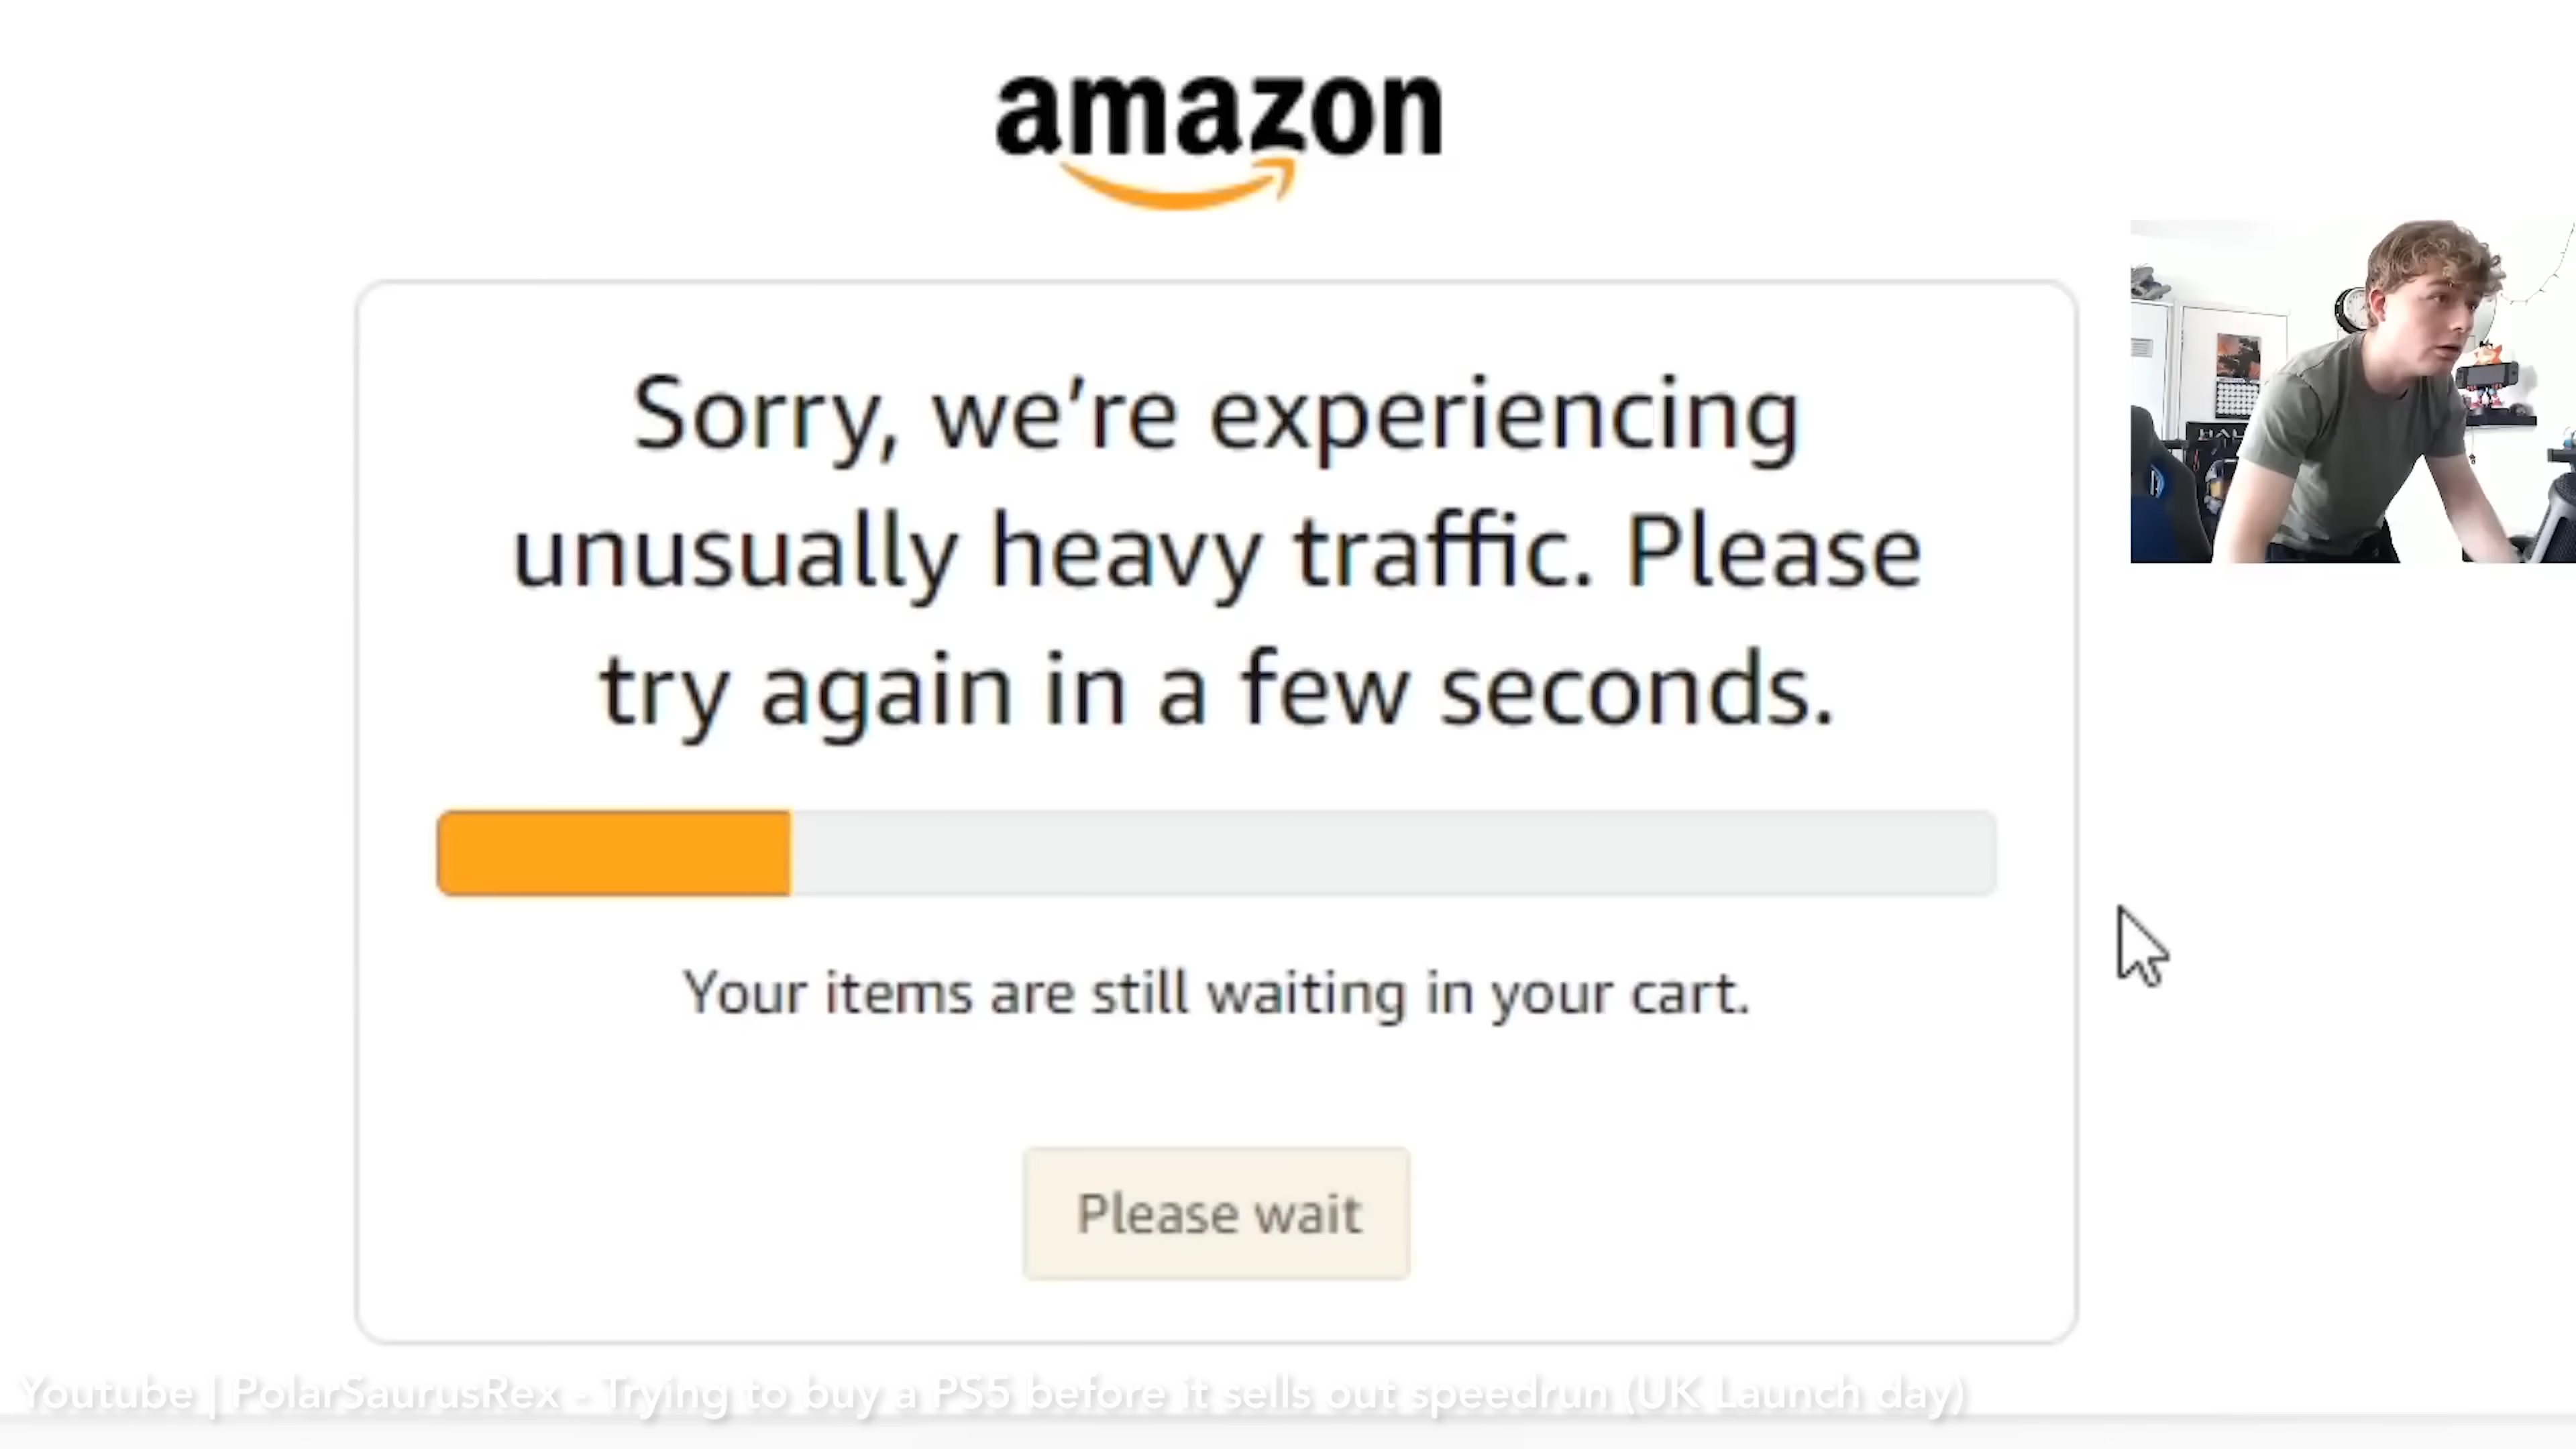 amazon
Sorry, we're experiencing
unusually heavy traffic. Please
try again in a few seconds.
Your items are still waiting in your cart.
Please wait
HAL
Youtube | PolarSaurusRex - Trying to buy a PS5 before it sells out speedrun (UK Launch day)